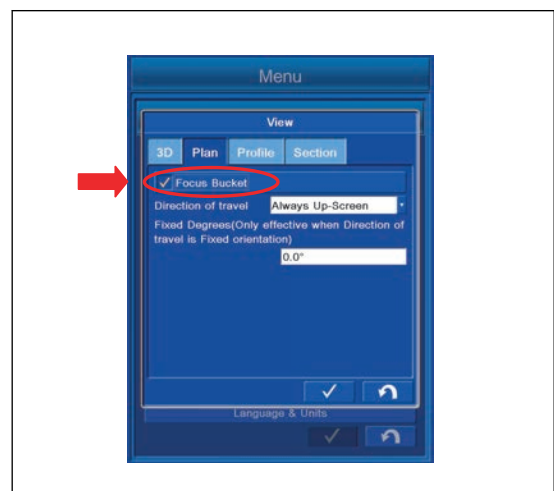 Menu
View
3D Plan Profile Section
✓ Focus Bucket
Direction of travel Always Up-Screen
Fixed Degrees(Only effective when Direction of
travel is Fixed orientation)
0.0°
Language & Units